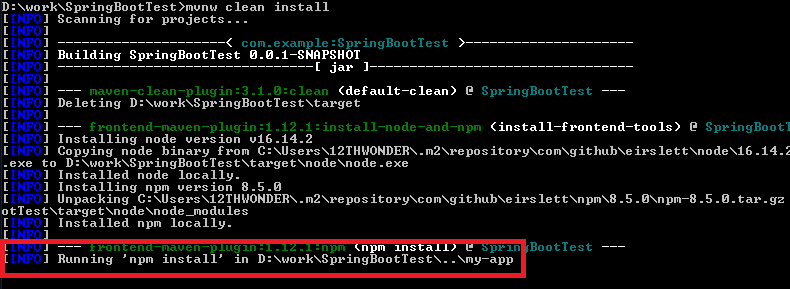 D:\work\SpringBootTest>mvnw clean install
[INFO] Scanning for projects...
[INFO]
[INFO] ---------------------< com.example:SpringBootTest >---------------------
[INFO] Building SpringBootTest 0.0.1-SNAPSHOT
[INFO] --------------------------------[ jar ]---------------------------------
[INFO]
[INFO] --- maven-clean-plugin:3.1.0:clean (default-clean) @ SpringBootTest ---
[INFO] Deleting D:\work\SpringBootTest\target
[INFO]
[INFO] --- frontend-maven-plugin:1.12.1:install-node-and-npm (install-frontend-tools) @ SpringBootT
[INFO] Installing node version v16.14.2
[INFO] Copying node binary from C:\Users\12THWONDER\.m2\repository\com\github\eirslett\node\16.14.2
.exe to D:\work\SpringBootTest\target\node\node.exe
[INFO] Installed node locally.
[INFO] Installing npm version 8.5.0
[INFO] Unpacking C:\Users\12THWONDER\.m2\repository\com\github\eirslett\npm\8.5.0\npm-8.5.0.tar.gz
otTest\target\node\node_modules
[INFO] Installed npm locally.
[INFO]
[INFO] --- frontend-maven-plugin:1.12.1:npm (npm install) @ SpringBootTest ---
[INFO] Running 'npm install' in D:\work\SpringBootTest\..\my-app